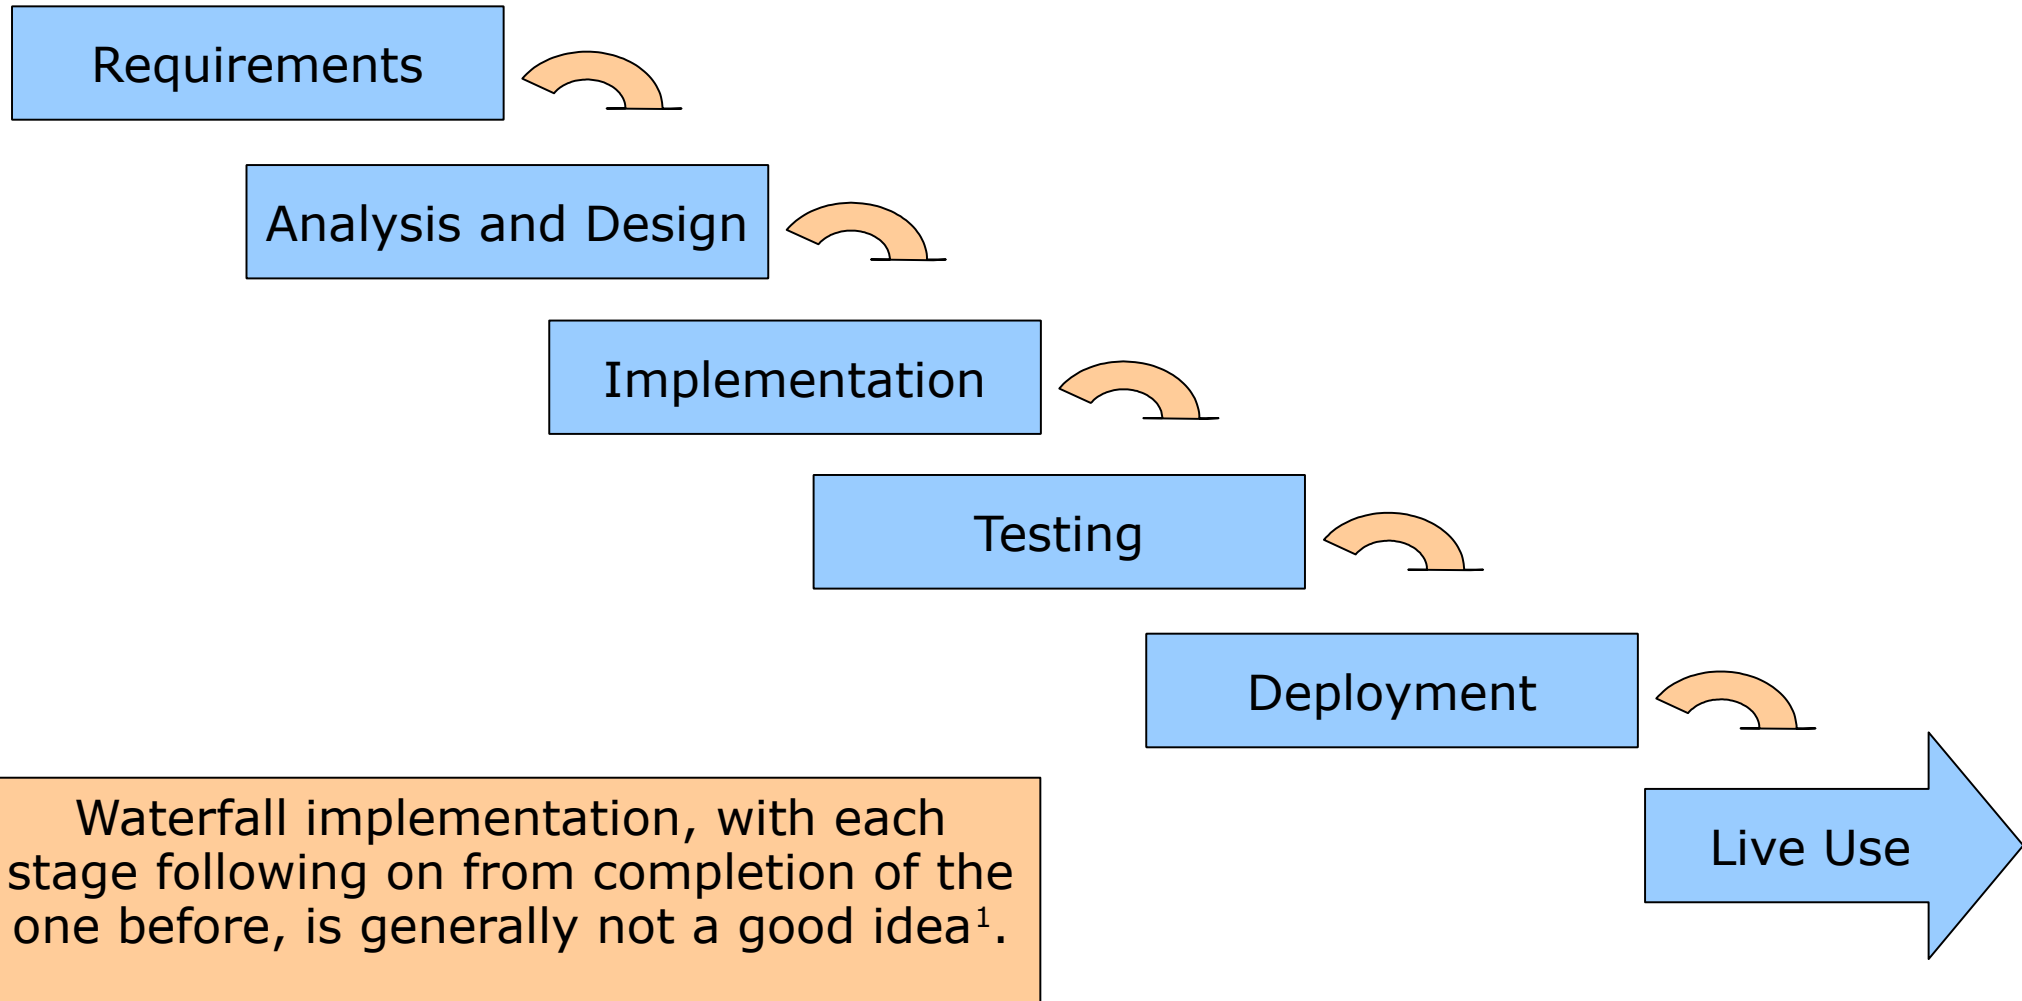 Requirements
Analysis and Design
Implementation
Testing
Deployment
Live Use
Waterfall implementation, with each
stage following on from completion of the
one before, is generally not a good idea¹.